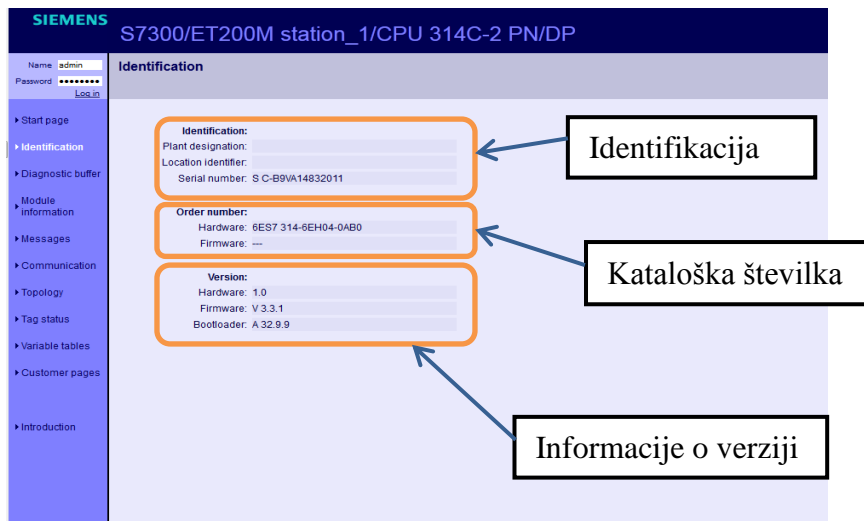 SIEMENS
S7300/ET200M station_1/CPU 314C-2 PN/DP
Name admin
Password ●●●●●●●●
Log in
Identification
Start page
Identification
Diagnostic buffer
Module
information
Messages
Communication
Topology
Tag status
Variable tables
Customer pages
Introduction
Identification:
Plant designation:
Location identifier:
Serial number: S C-B9VA14832011
Order number:
Hardware: 6ES7 314-6EH04-0AB0
Firmware: ---
Version:
Hardware: 1.0
Firmware: V 3.3.1
Bootloader: A 32.9.9
Identifikacija
Kataloška številka
Informacije o verziji